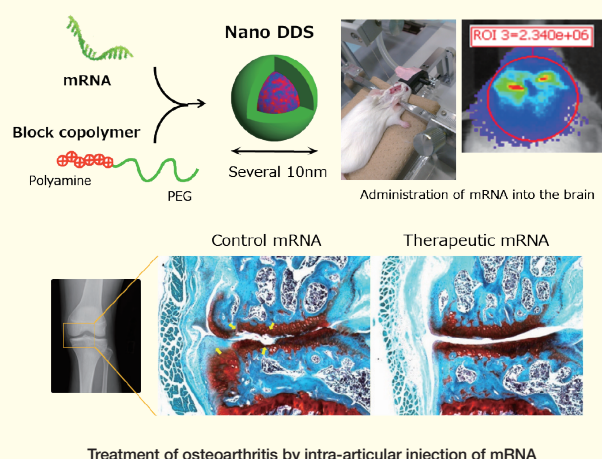 Nano DDS
mRNA
Block copolymer
Polyamine
PEG
Several 10nm
ROI 3=2.340e+06
Administration of mRNA into the brain
Control mRNA
Therapeutic mRNA
Treatment of osteoarthritis by intra-articular injection of mRNA